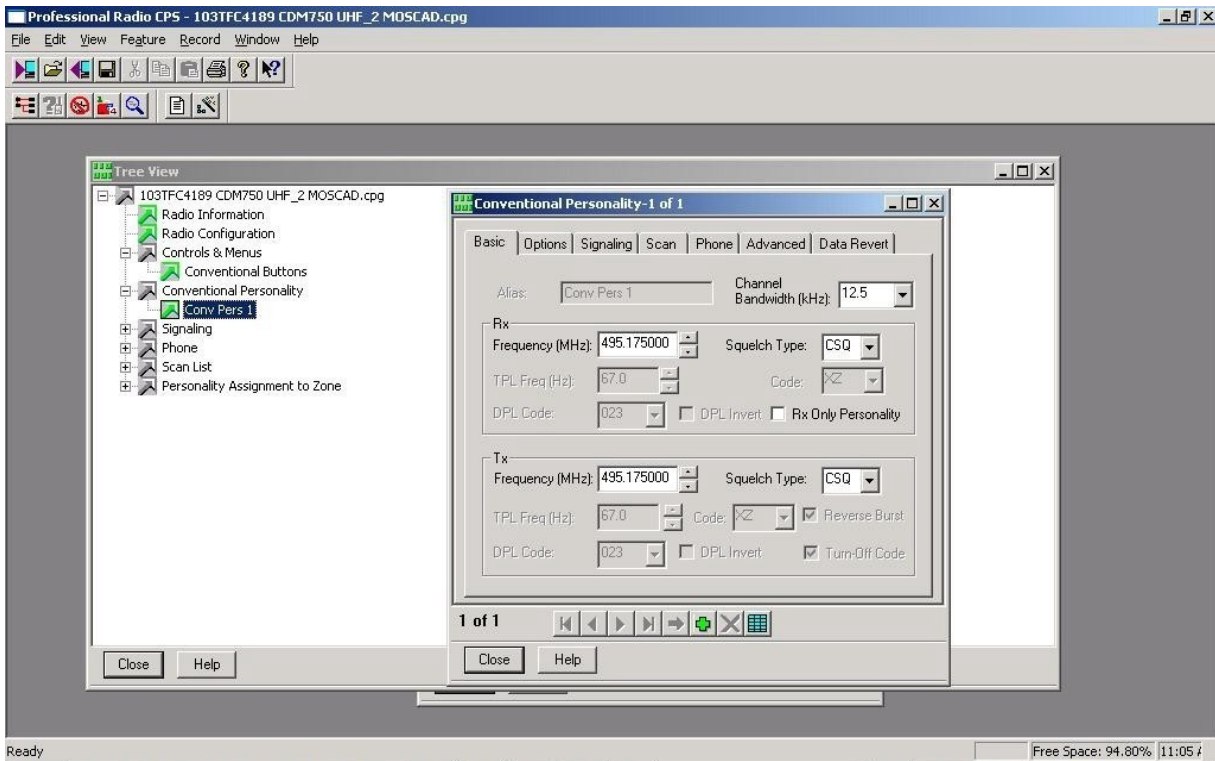 Professional Radio CPS - 103TFC4189 CDM750 UHF_2 MOSCAD.cpg
File Edit View Feature Record Window Help
Tree View
103TFC4189 CDM750 UHF_2 MOSCAD.cpg
Radio Information
Radio Configuration
Controls & Menus
Conventional Buttons
Conventional Personality
Conv Pers 1
Signaling
Phone
Scan List
Personality Assignment to Zone
Close Help
Conventional Personality-1 of 1
Basic Options Signaling Scan Phone Advanced Data Revert
Alias: Conv Pers 1 Channel Bandwidth (kHz): 12.5
Rx
Frequency (MHz): 495.175000 Squelch Type: CSQ
TPL Freq (Hz): 67.0 Code: XZ
DPL Code: 023 DPL Invert Rx Only Personality
Tx
Frequency (MHz): 495.175000 Squelch Type: CSQ
TPL Freq (Hz): 67.0 Code: XZ Reverse Burst
DPL Code: 023 DPL Invert Turn-Off Code
1 of 1
Close Help
Ready Free Space: 94.80% 11:05